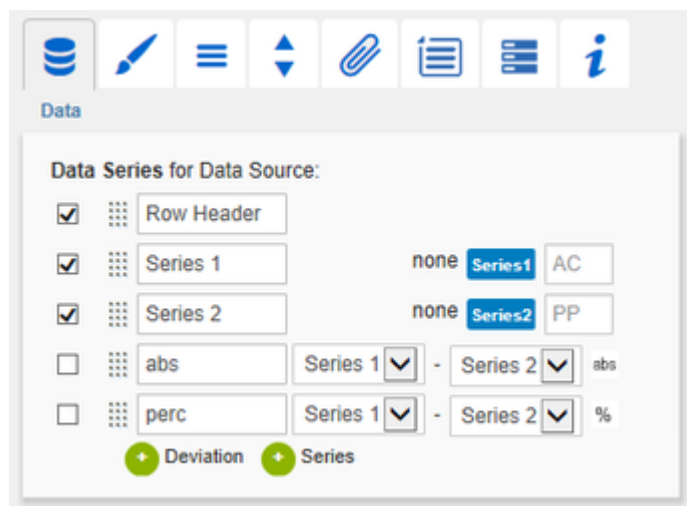 Data
Data Series for Data Source:
Row Header
Series 1 none Series1 AC
Series 2 none Series2 PP
abs Series 1 - Series 2 abs
perc Series 1 - Series 2 %
+ Deviation + Series